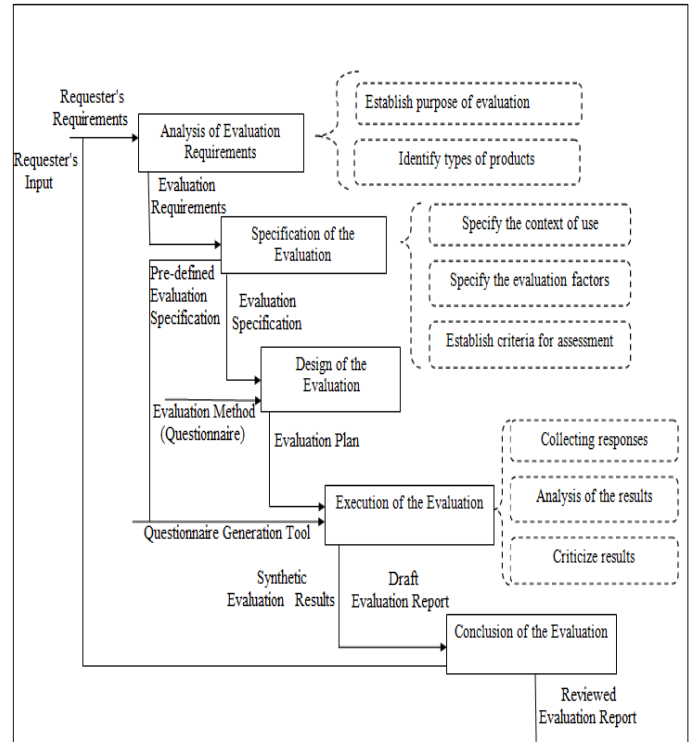 Requester's
Requirements
Requester's
Input
Analysis of Evaluation
Requirements
Establish purpose of evaluation
Identify types of products
Evaluation
Requirements
Specification of the
Evaluation
Specify the context of use
Specify the evaluation factors
Establish criteria for assessment
Pre-defined
Evaluation
Specification
Evaluation
Specification
Design of the
Evaluation
Evaluation Method
(Questionnaire)
Evaluation Plan
Collecting responses
Analysis of the results
Criticize results
Execution of the Evaluation
Questionnaire Generation Tool
Synthetic
Evaluation Results
Draft
Evaluation Report
Conclusion of the Evaluation
Reviewed
Evaluation Report